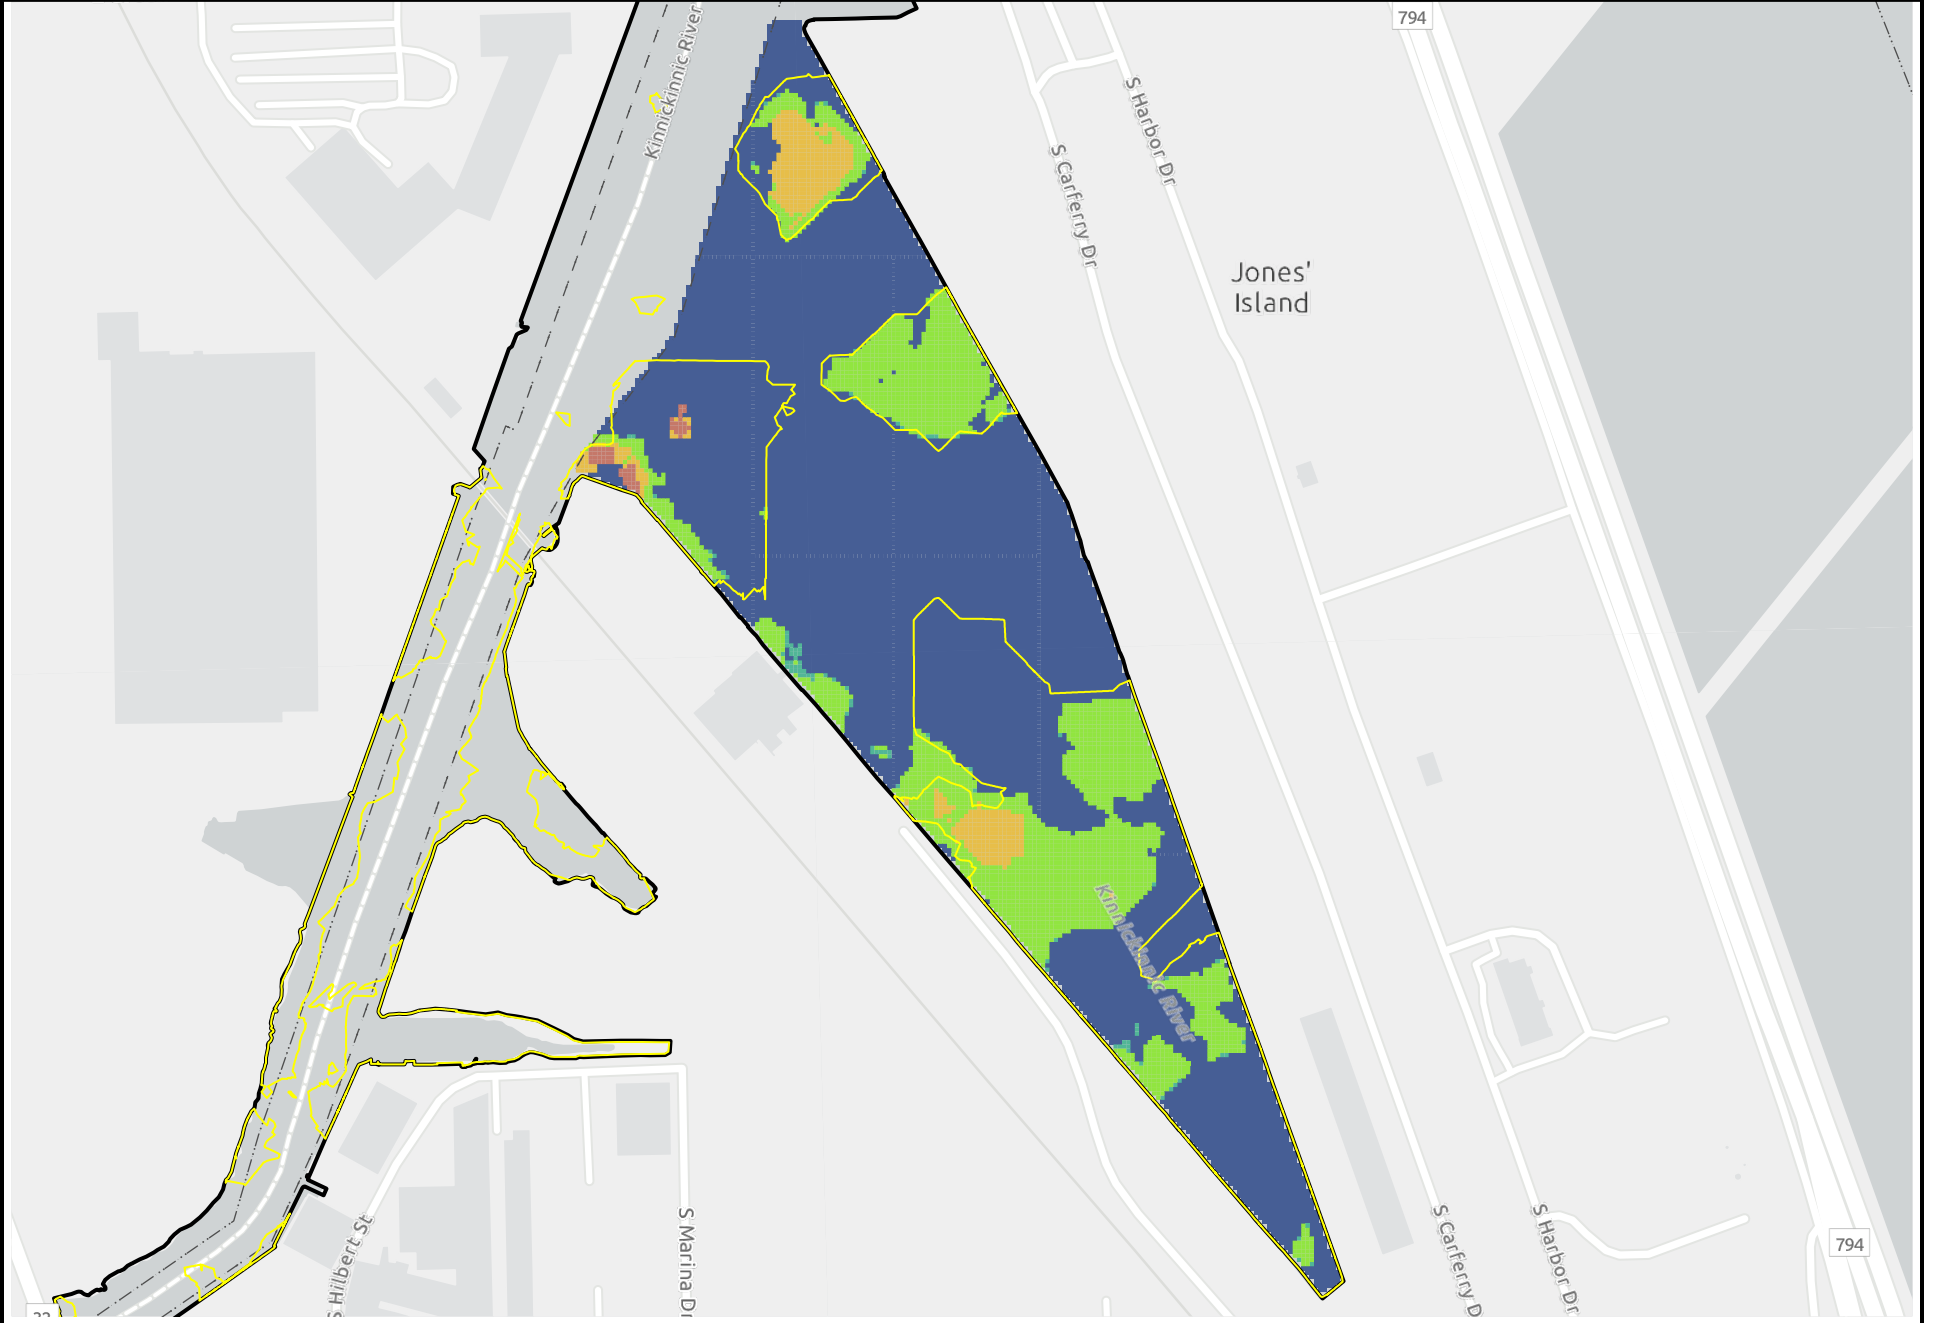 794
Kinnickinnic River
S Harbor Dr
S Carferry Dr
Jones'
Island
Kinnickinnic River
794
S Hilbert St
S Marina Dr
S Carferry D
S Harbor Dr